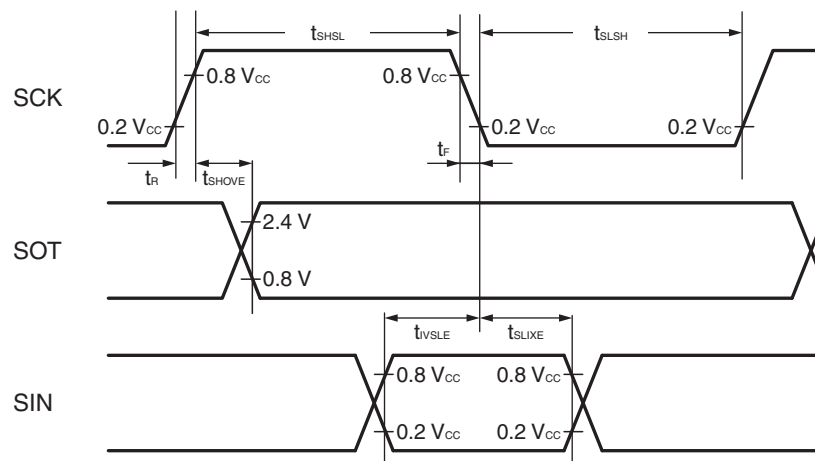 tSHSL tSLSH
SCK
0.8 VCC 0.8 VCC
0.2 VCC 0.2 VCC 0.2 VCC
tF
tR tSHOVE
SOT
2.4 V
0.8 V
tIVSLE tSLIXE
SIN
0.8 VCC 0.8 VCC
0.2 VCC 0.2 VCC